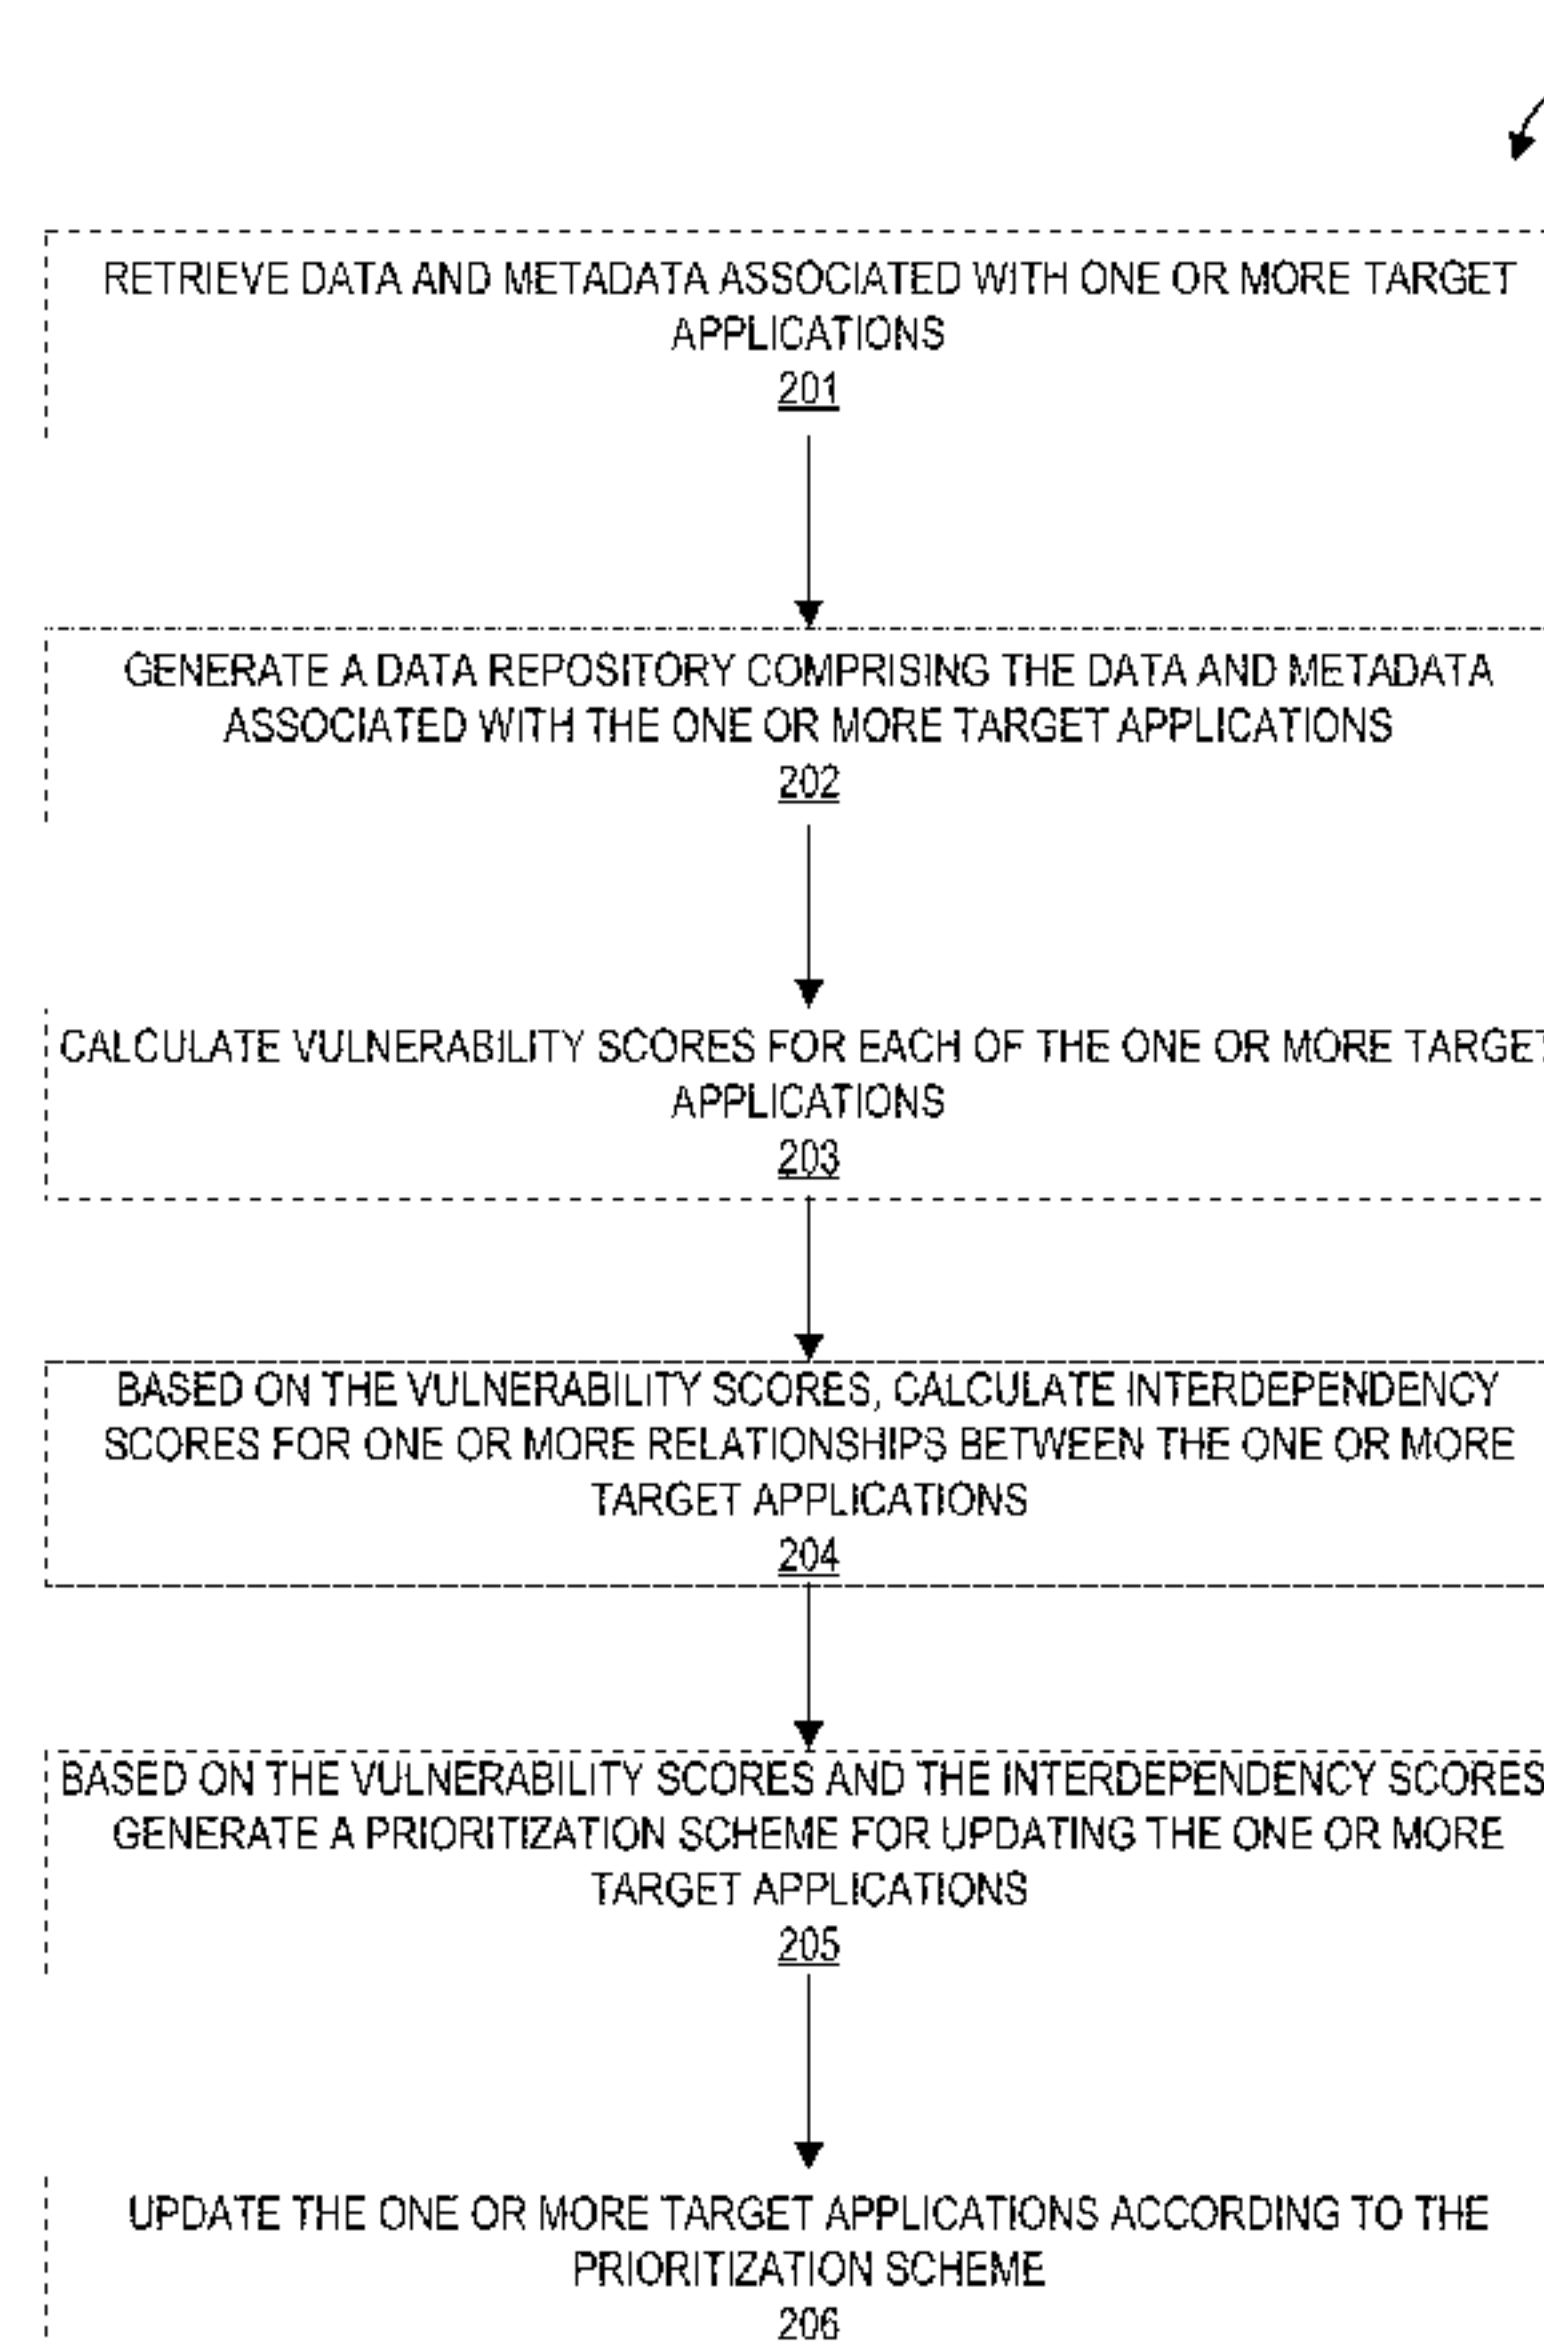 RETRIEVE DATA AND METADATA ASSOCIATED WITH ONE OR MORE TARGET
APPLICATIONS
201
GENERATE A DATA REPOSITORY COMPRISING THE DATA AND METADATA
ASSOCIATED WITH THE ONE OR MORE TARGET APPLICATIONS
202
CALCULATE VULNERABILITY SCORES FOR EACH OF THE ONE OR MORE TARGET
APPLICATIONS
203
BASED ON THE VULNERABILITY SCORES, CALCULATE INTERDEPENDENCY
SCORES FOR ONE OR MORE RELATIONSHIPS BETWEEN THE ONE OR MORE
TARGET APPLICATIONS
204
BASED ON THE VULNERABILITY SCORES AND THE INTERDEPENDENCY SCORES
GENERATE A PRIORITIZATION SCHEME FOR UPDATING THE ONE OR MORE
TARGET APPLICATIONS
205
UPDATE THE ONE OR MORE TARGET APPLICATIONS ACCORDING TO THE
PRIORITIZATION SCHEME
206